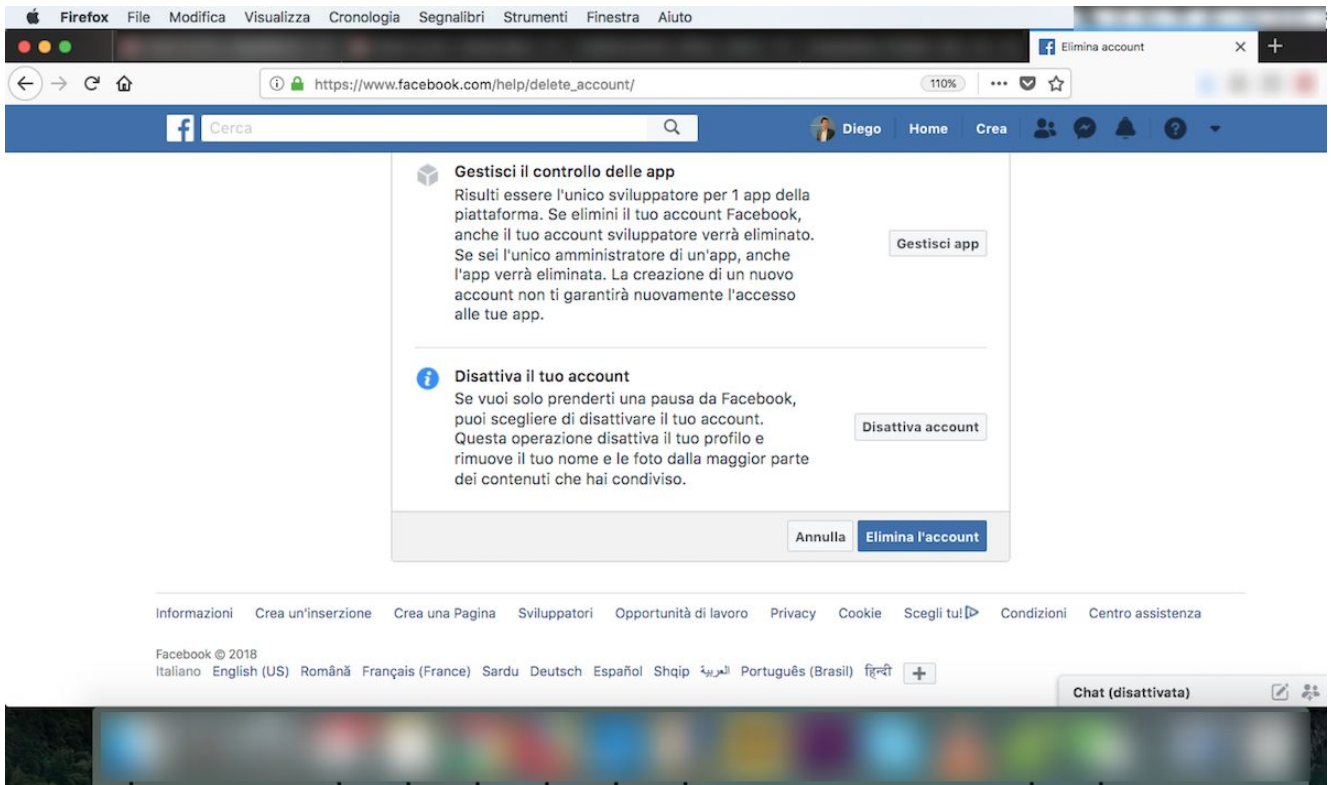 Firefox File Modifica Visualizza Cronologia Segnalibri Strumenti Finestra Aiuto
Elimina account
https://www.facebook.com/help/delete_account/ 110%
Cerca Diego Home Crea
Gestisci il controllo delle app
Risulti essere l'unico sviluppatore per 1 app della
piattaforma. Se elimini il tuo account Facebook,
anche il tuo account sviluppatore verrà eliminato.
Se sei l'unico amministratore di un'app, anche
l'app verrà eliminata. La creazione di un nuovo
account non ti garantirà nuovamente l'accesso
alle tue app.
Gestisci app
Disattiva il tuo account
Se vuoi solo prenderti una pausa da Facebook,
puoi scegliere di disattivare il tuo account.
Questa operazione disattiva il tuo profilo e
rimuove il tuo nome e le foto dalla maggior parte
dei contenuti che hai condiviso.
Disattiva account
Annulla Elimina l'account
Informazioni Crea un'inserzione Crea una Pagina Sviluppatori Opportunità di lavoro Privacy Cookie Scegli tu! Condizioni Centro assistenza
Facebook © 2018
Italiano English (US) Română Français (France) Sardu Deutsch Español Shqip العربية Português (Brasil) हिन्दी
Chat (disattivata)